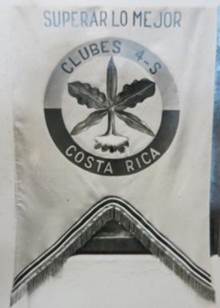 SUPERAR LO MEJOR
CLUBES 4-S
COSTA RICA